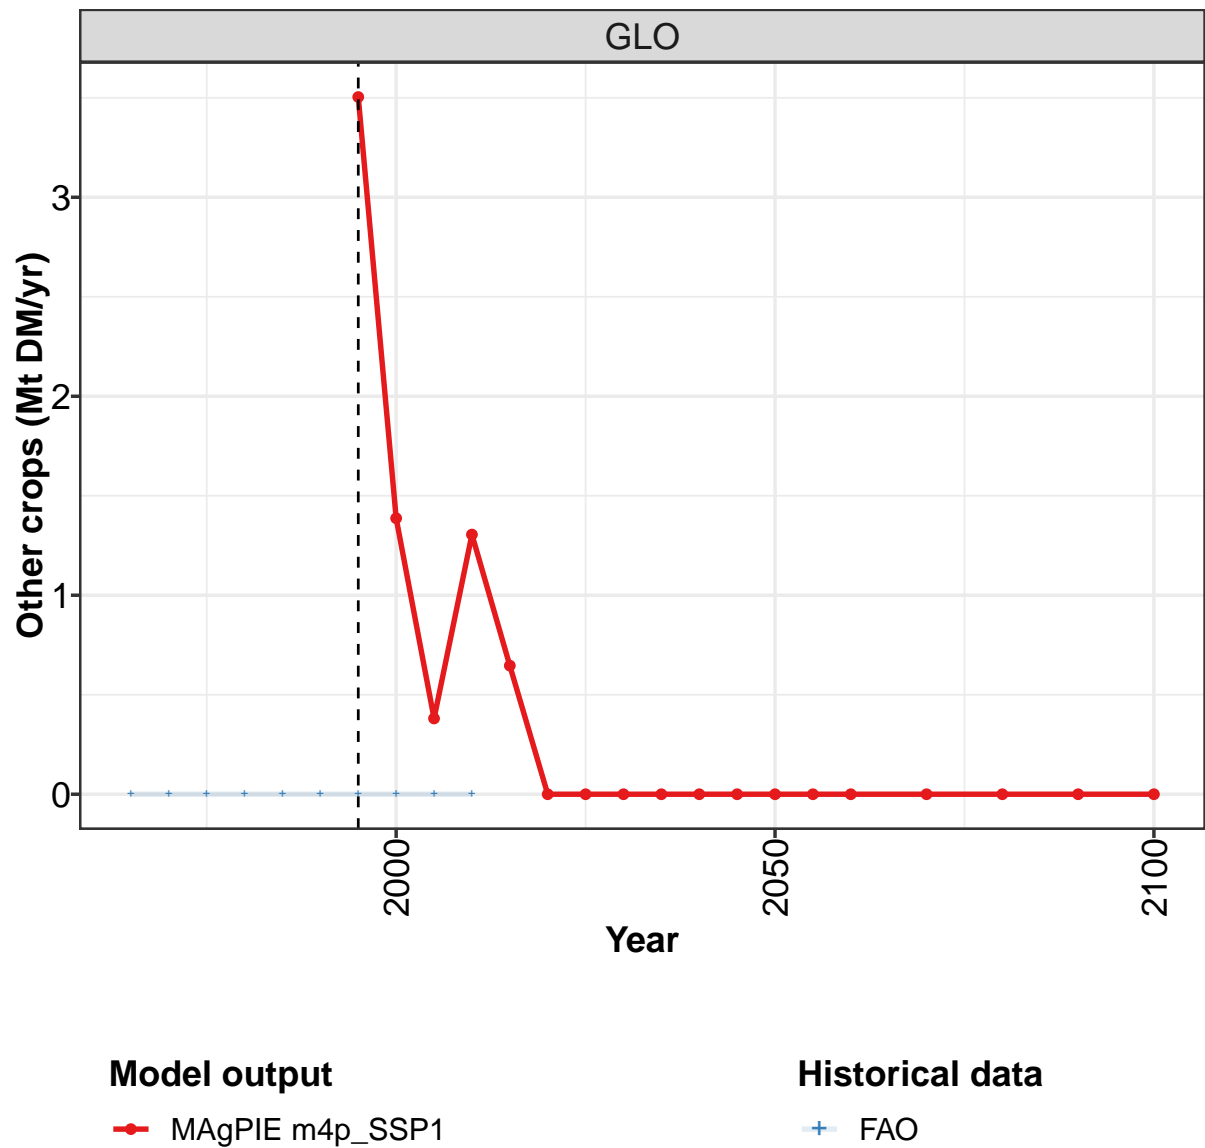 GLO
Other crops (Mt DM/yr)
3
2
1
0
2000
2050
2100
Year
Model output
MAgPIE m4p_SSP1
Historical data
FAO